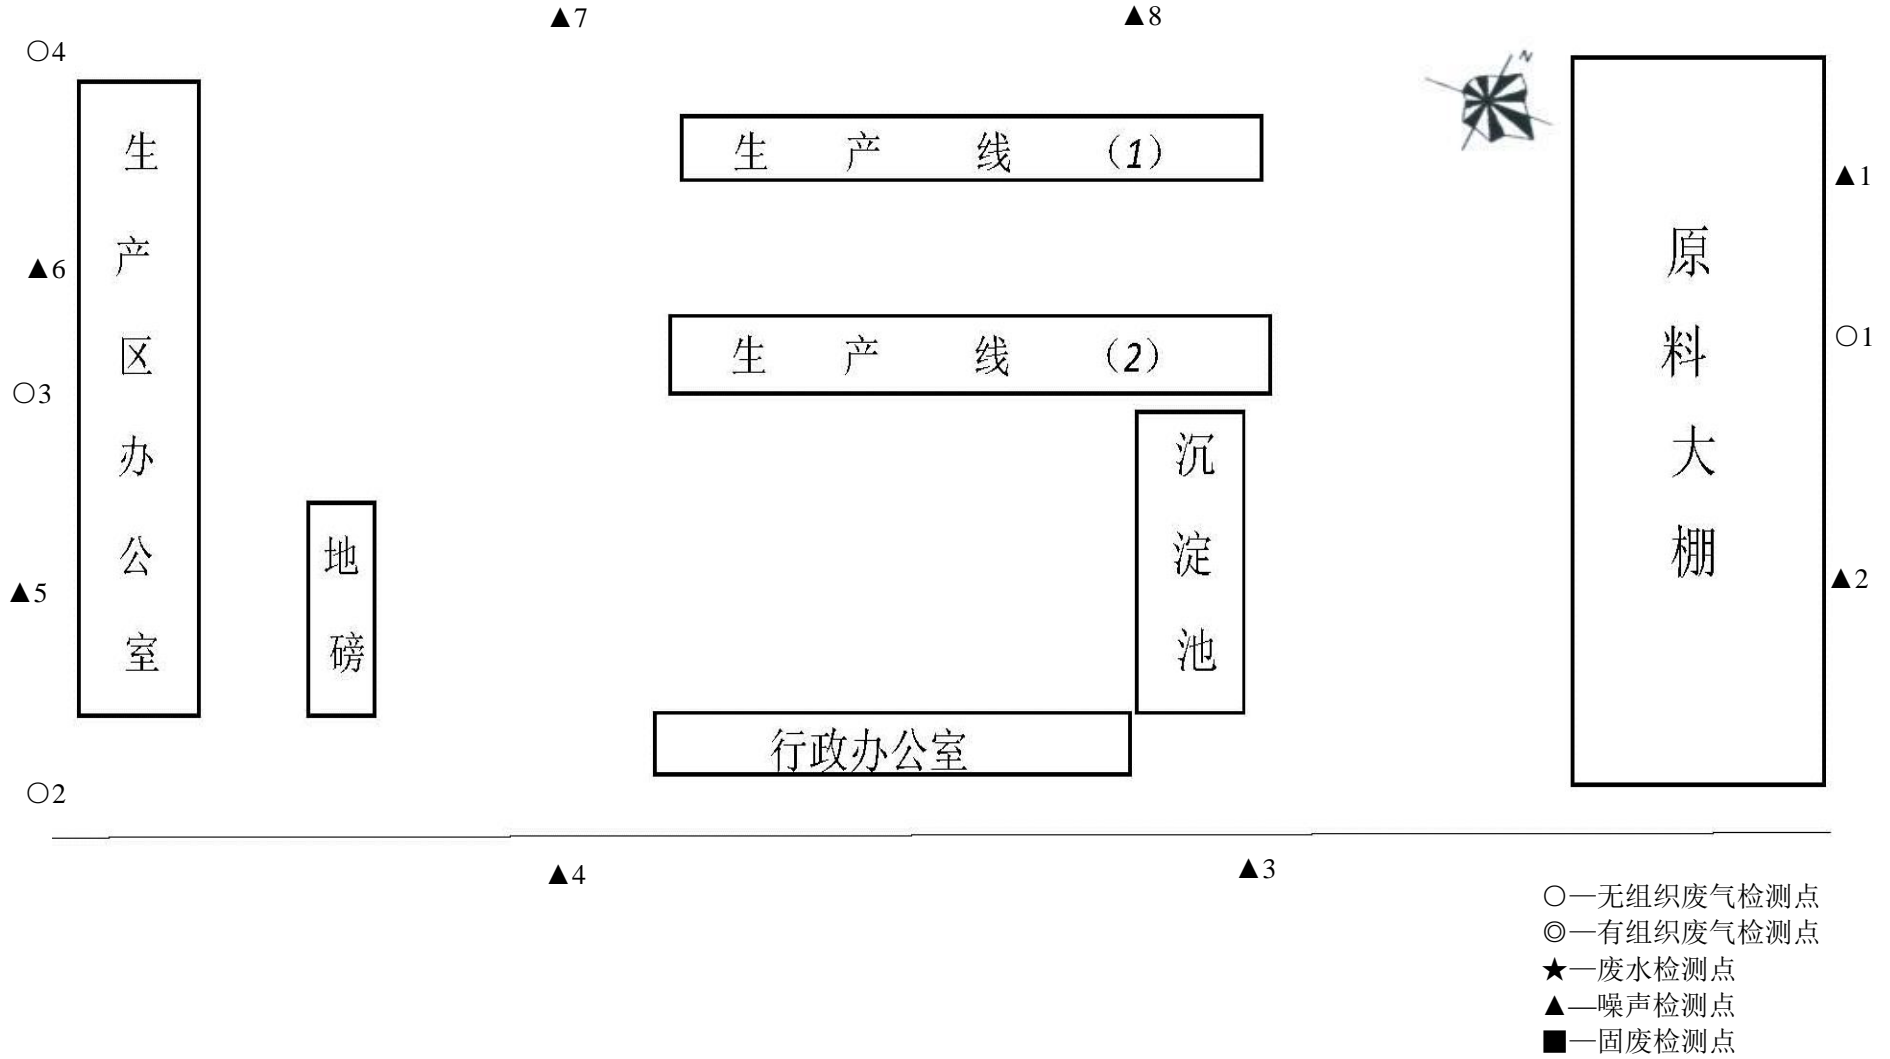 ▲7
▲8
○4
N
生产区办公室
生产线（1）
▲1
▲6
原料大棚
生产线（2）
○1
○3
沉淀池
地磅
▲5
▲2
行政办公室
○2
▲4
▲3
○—无组织废气检测点
◎—有组织废气检测点
★—废水检测点
▲—噪声检测点
■—固废检测点